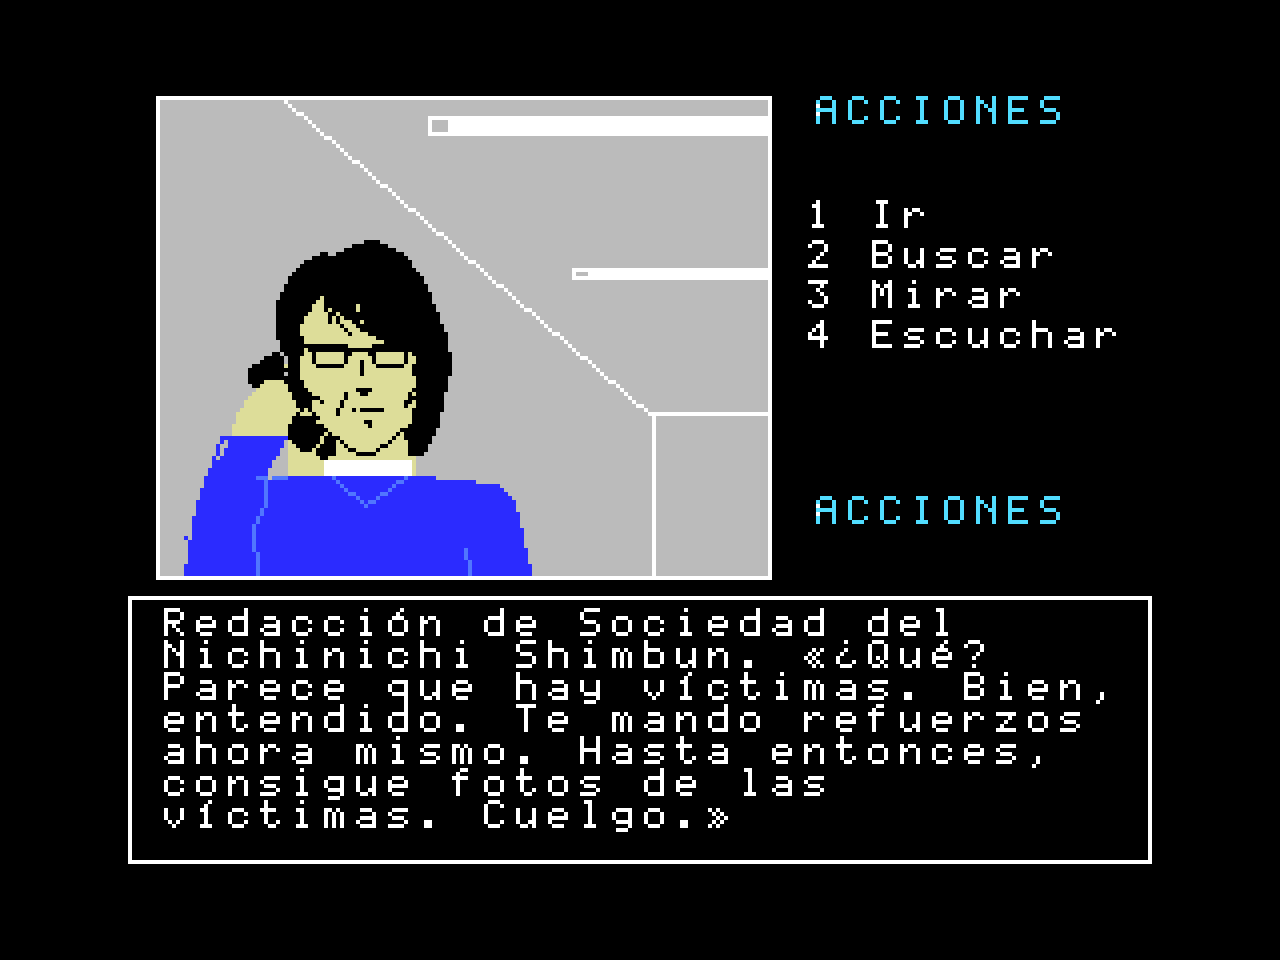 ACCIONES
1 Ir
2 Buscar
3 Mirar
4 Escuchar
ACCIONES
Redacción de Sociedad del
Nichinichi Shimbun. «¿Qué?
Parece que hay víctimas. Bien,
entendido. Te mando refuerzos
ahora mismo. Hasta entonces,
consigue fotos de las
víctimas. Cuelgo.»